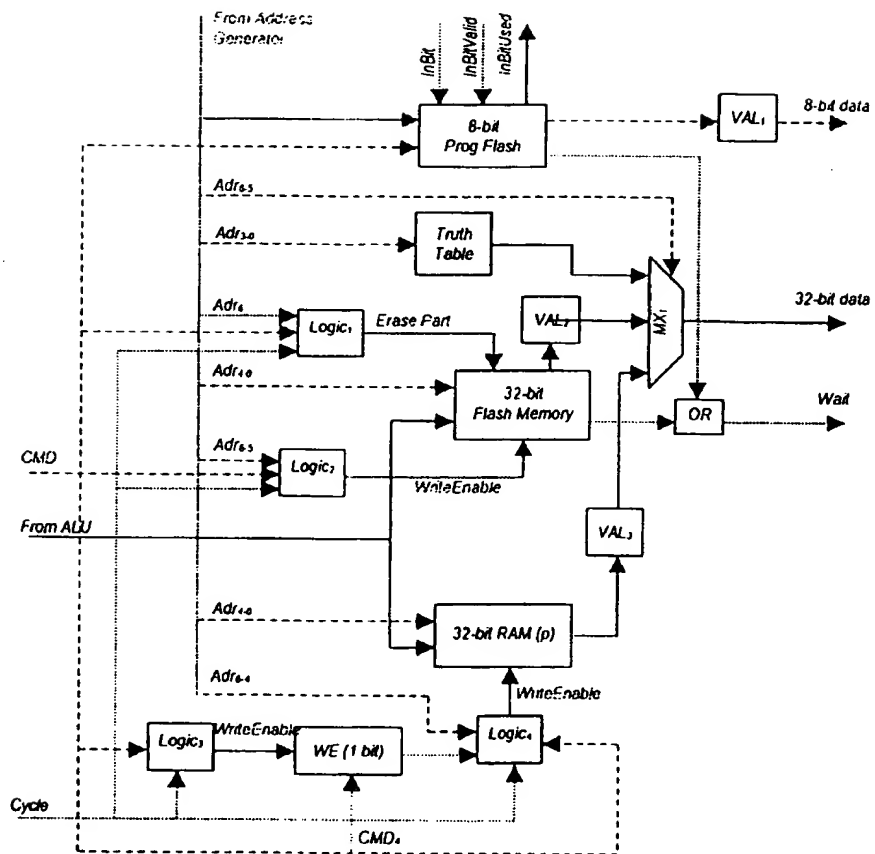 From Address
Generator
InBit
InBitValid
InBitUsed
8-bit
Prog Flash
VAL₁
8-bit data
Adr₆₋₅
Adr₃₋₀
Truth
Table
MX₁
32-bit data
Adr₆
Logic₁
Erase Part
VAL₂
Adr₄₋₀
32-bit
Flash Memory
OR
Wait
Adr₆₋₅
CMD
Logic₂
WriteEnable
From ALU
VAL₃
Adr₄₋₀
32-bit RAM (p)
Adr₆₋₄
WriteEnable
WriteEnable
Logic₃
WE (1 bit)
Logic₄
Cycle
CMD₄